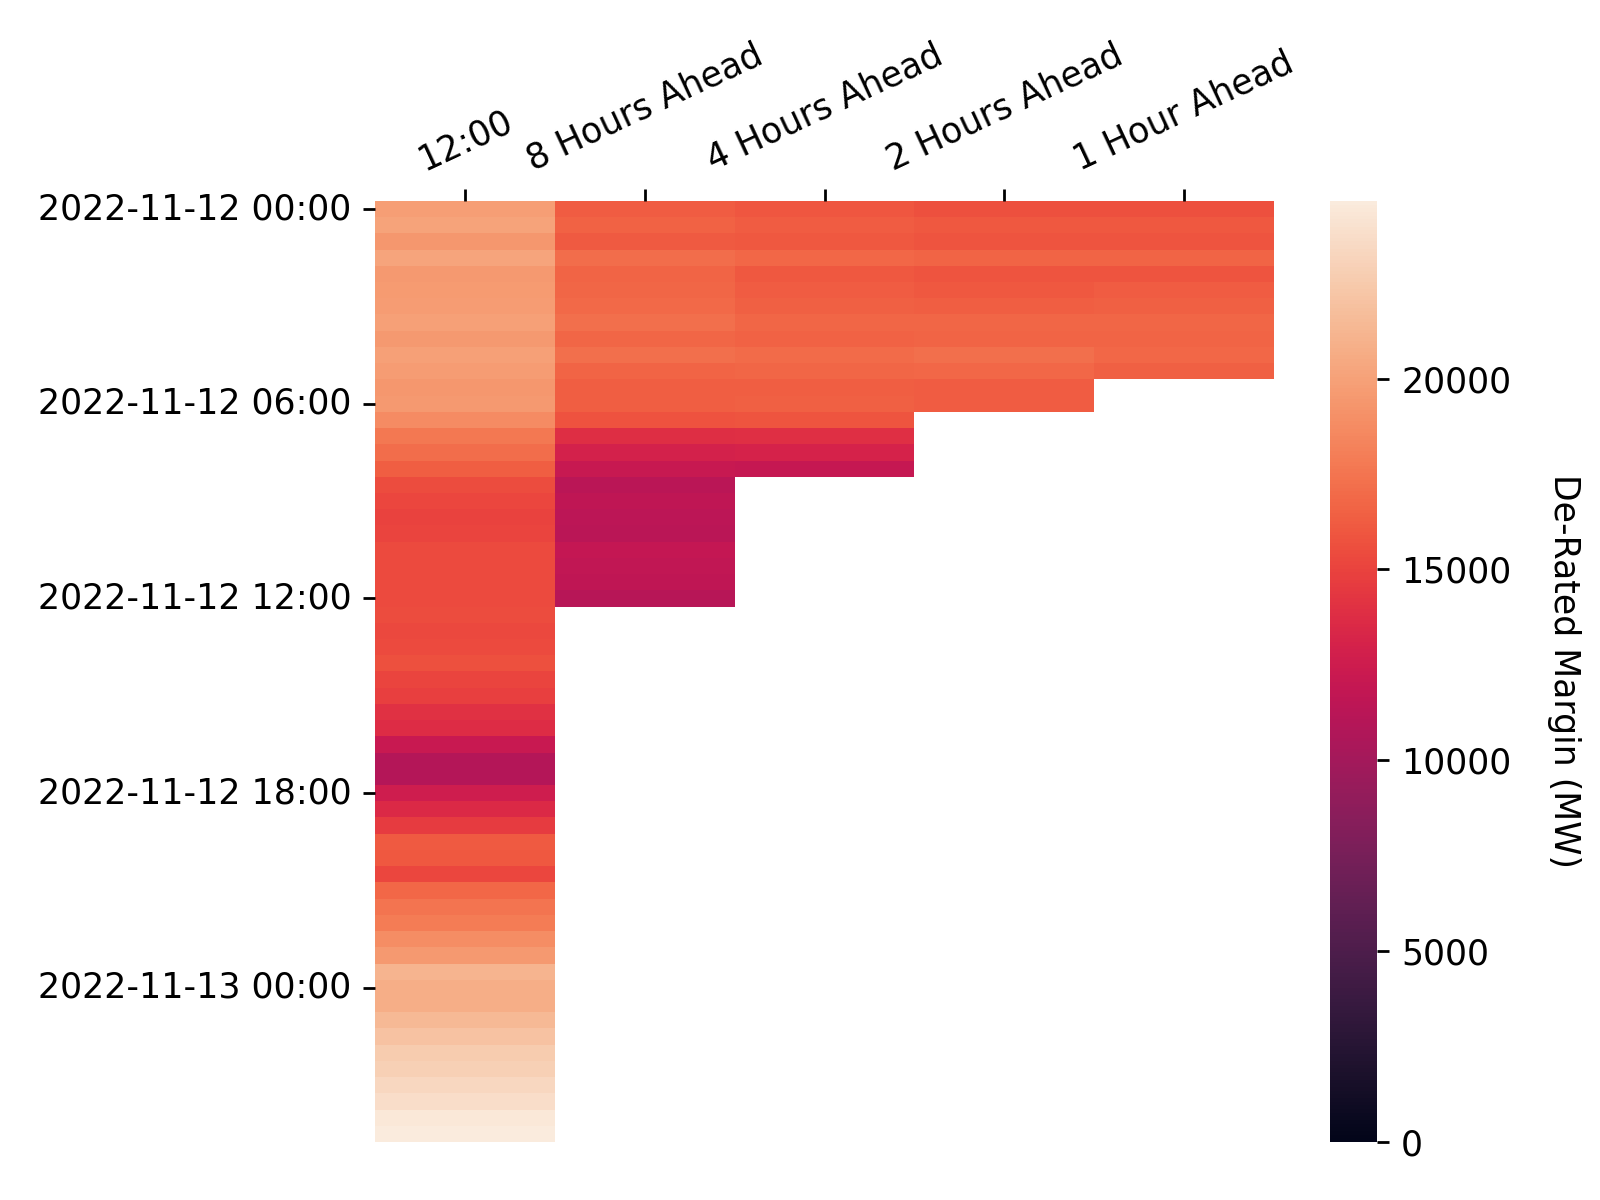 12:00
8 Hours Ahead
4 Hours Ahead
2 Hours Ahead
1 Hour Ahead
2022-11-12 00:00
2022-11-12 06:00
2022-11-12 12:00
2022-11-12 18:00
2022-11-13 00:00
20000
15000
10000
5000
0
De-Rated Margin (MW)